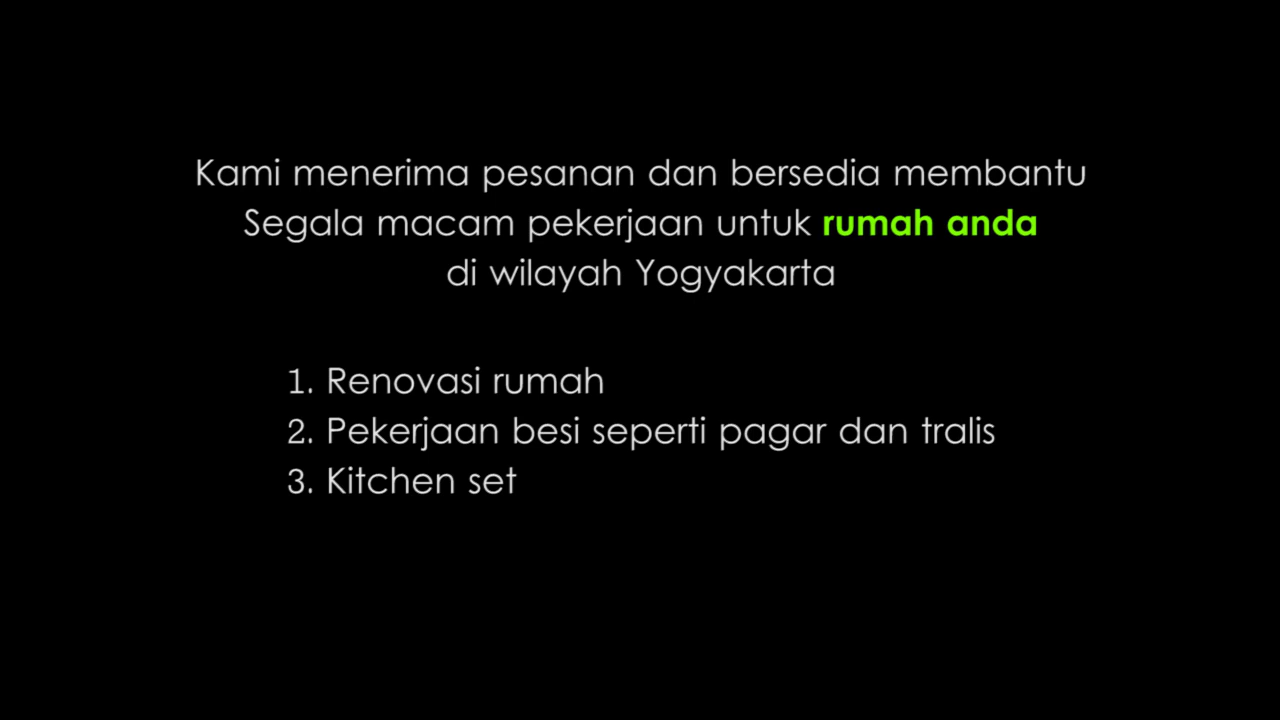 Kami menerima pesanan dan bersedia membantu
Segala macam pekerjaan untuk rumah anda
di wilayah Yogyakarta
1. Renovasi rumah
2. Pekerjaan besi seperti pagar dan tralis
3. Kitchen set